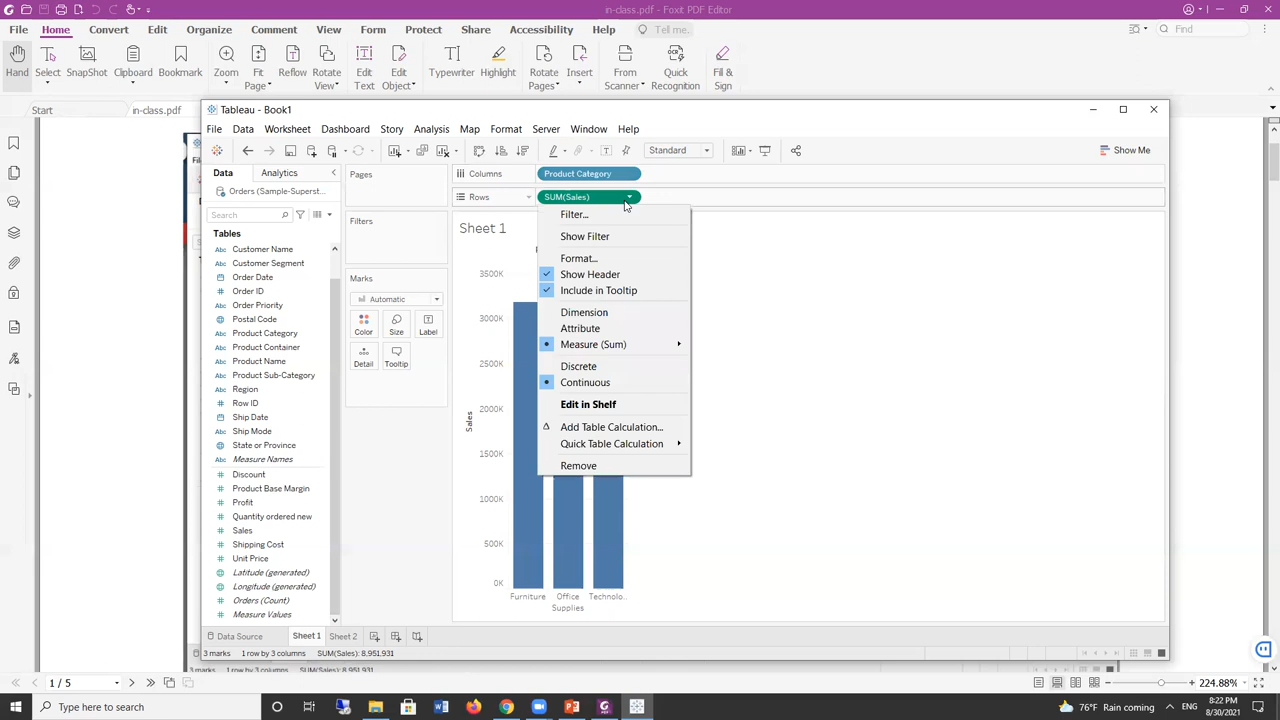 in-class.pdf - Foxit PDF Editor
File Home Convert Edit Organize Comment View Form Protect Share Accessibility Help Tell me.. Find
Hand Select SnapShot Clipboard Bookmark Zoom Fit Page Reflow Rotate View Edit Text Edit Object Typewriter Highlight Rotate Pages Insert From Scanner Quick Recognition Fill & Sign
Start in-class.pdf
Tableau - Book1
File Data Worksheet Dashboard Story Analysis Map Format Server Window Help
Standard Show Me
Data Analytics
Orders (Sample-Superst...
Search
Tables
Customer Name
Customer Segment
Order Date
Order ID
Order Priority
Postal Code
Product Category
Product Container
Product Name
Product Sub-Category
Region
Row ID
Ship Date
Ship Mode
State or Province
Measure Names
Discount
Product Base Margin
Profit
Quantity ordered new
Sales
Shipping Cost
Unit Price
Latitude (generated)
Longitude (generated)
Orders (Count)
Measure Values
Pages
Filters
Marks
Automatic
Color Size Label
Detail Tooltip
Columns Product Category
Rows SUM(Sales)
Sheet 1
Filter...
Show Filter
Format...
Show Header
Include in Tooltip
Dimension
Attribute
Measure (Sum)
Discrete
Continuous
Edit in Shelf
Add Table Calculation...
Quick Table Calculation
Remove
3500K
3000K
2500K
2000K
1500K
1000K
500K
0K
Sales
Furniture Office Supplies Technolo..
Data Source Sheet 1 Sheet 2
3 marks 1 row by 3 columns SUM(Sales): 8,951,931
1 / 5 224.88%
Type here to search
76°F Rain coming
8:22 PM
8/30/2021